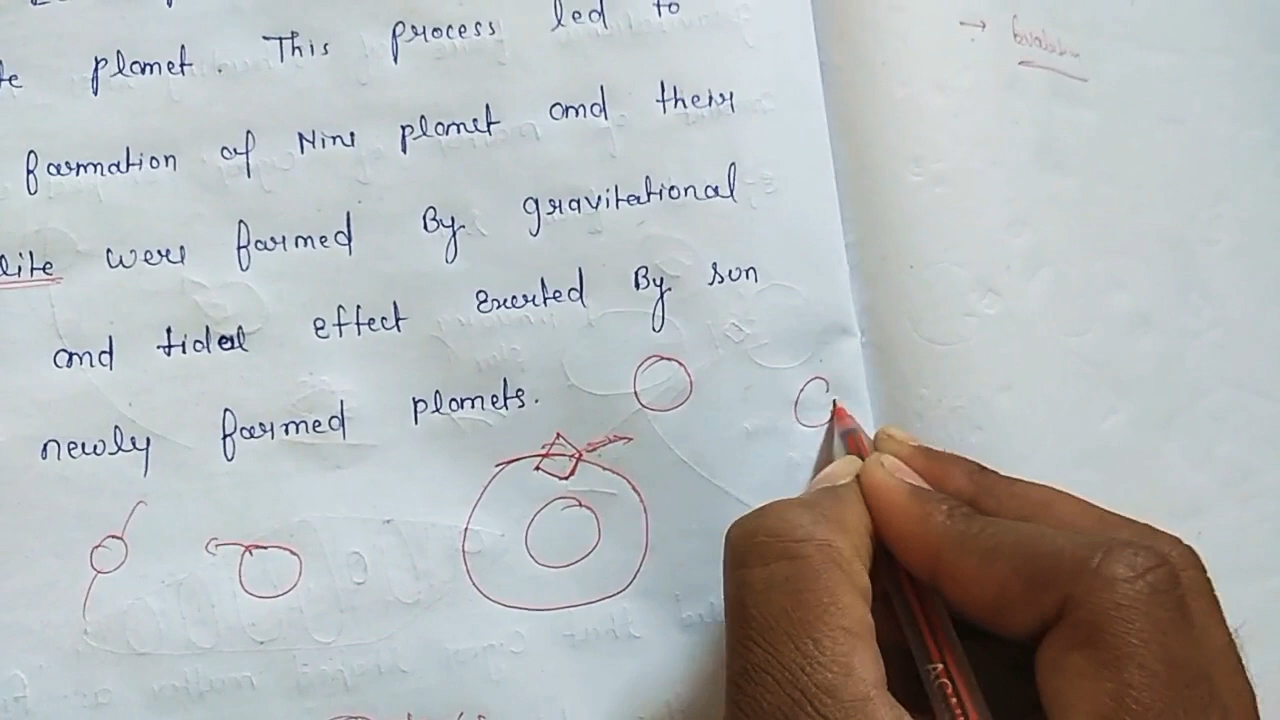 planet. This process led to
formation of Nine planet and their
lite were formed By gravitational
and tidal effect Exerted By sun
newly formed planets.